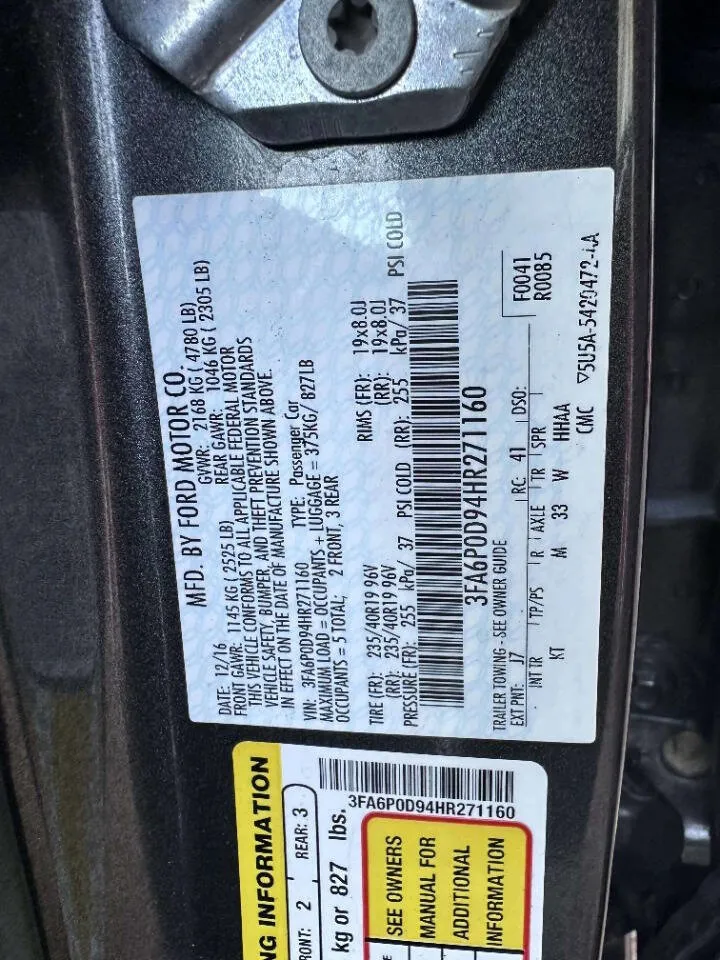 MFD. BY FORD MOTOR CO.
DATE: 12/16 GVWR: 2168 KG ( 4780 LB)
FRONT GAWR: 1145 KG ( 2525 LB) REAR GAWR: 1046 KG ( 2305 LB)
THIS VEHICLE CONFORMS TO ALL APPLICABLE FEDERAL MOTOR
VEHICLE SAFETY, BUMPER, AND THEFT PREVENTION STANDARDS
IN EFFECT ON THE DATE OF MANUFACTURE SHOWN ABOVE.
VIN: 3FA6P0D94HR271160 TYPE: Passenger Car
MAXIMUM LOAD = OCCUPANTS + LUGGAGE = 375KG/ 827LB
OCCUPANTS = 5 TOTAL; 2 FRONT, 3 REAR
TIRE (FR): 235/40R19 96V RIMS (FR): 19x8.0J
(RR): 235/40R19 96V (RR): 19x8.0J
PRESSURE (FR): 255 kPa/ 37 PSI COLD (RR): 255 kPa/ 37 PSI COLD
3FA6P0D94HR271160
TRAILER TOWING - SEE OWNER GUIDE F0041
EXT PNT: J7 RC: 41 DSO: R0085
INT TR TP/PS R AXLE TR SPR
KT M 33 W HHAA
CMC ▽5U5A-5420472-AA
NG INFORMATION
FRONT: 2 REAR: 3
kg or 827 lbs.
3FA6P0D94HR271160
SEE OWNERS
MANUAL FOR
ADDITIONAL
INFORMATION